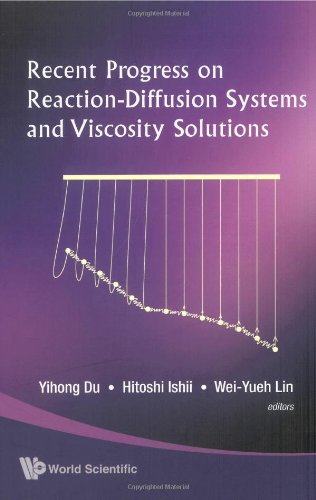 Recent Progress on
Reaction-Diffusion Systems
and Viscosity Solutions
Yihong Du • Hitoshi Ishii • Wei-Yueh Lin
editors
World Scientific